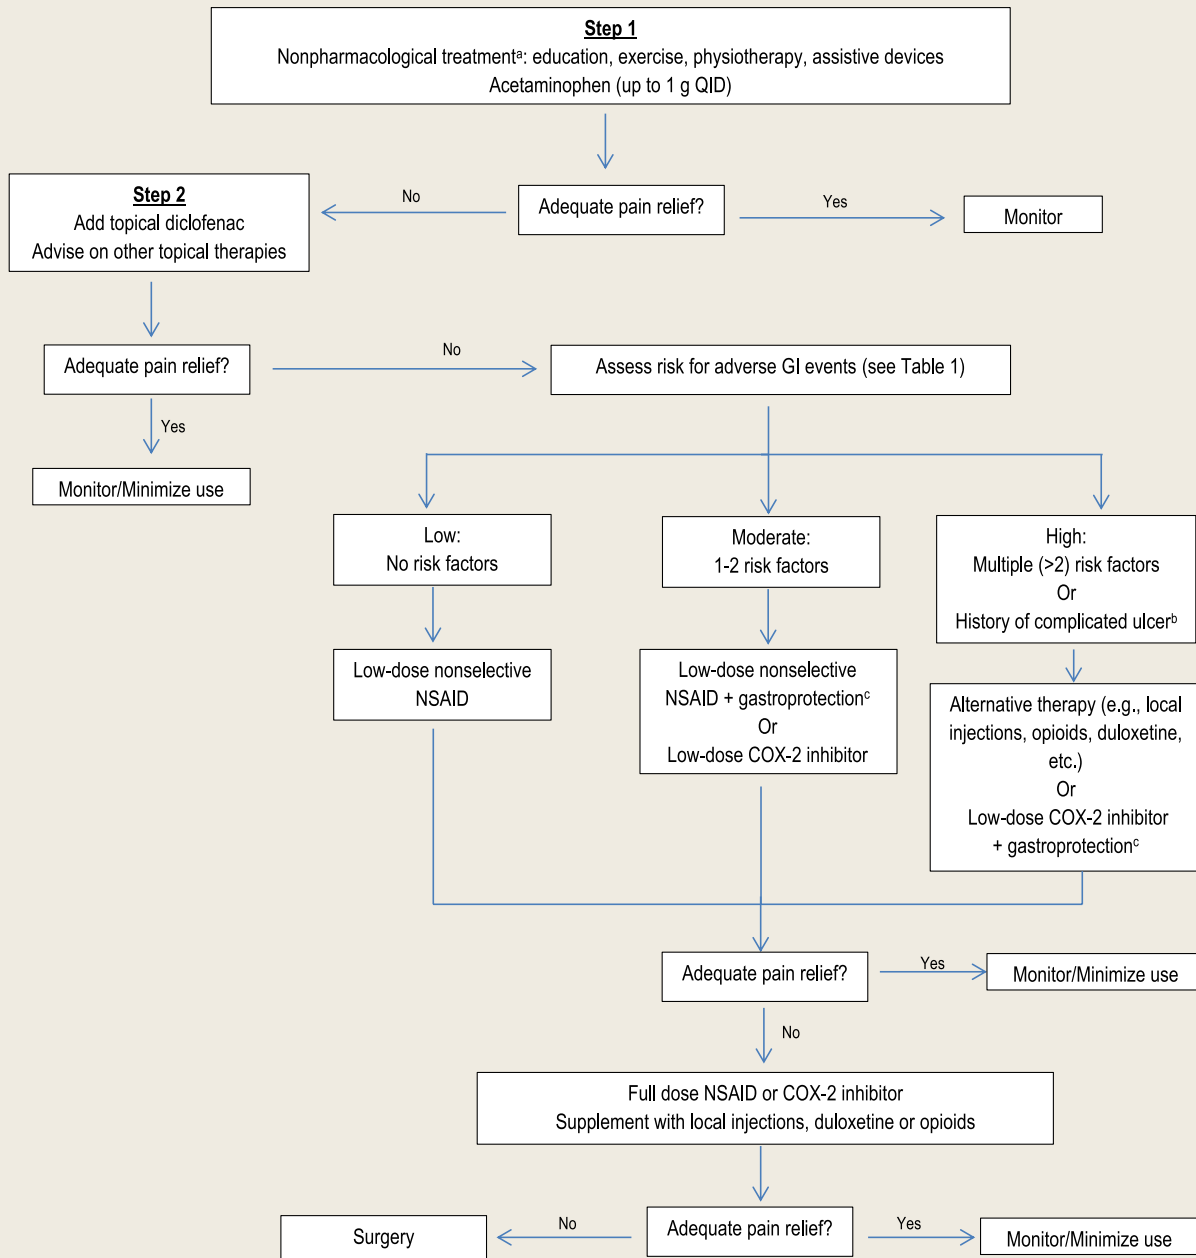 Step 1
Nonpharmacological treatmentᵃ: education, exercise, physiotherapy, assistive devices
Acetaminophen (up to 1 g QID)
Step 2
Add topical diclofenac
Advise on other topical therapies
No
Adequate pain relief?
Yes
Monitor
Adequate pain relief?
No
Assess risk for adverse GI events (see Table 1)
Yes
Monitor/Minimize use
Low:
No risk factors
Moderate:
1-2 risk factors
High:
Multiple (>2) risk factors
Or
History of complicated ulcerᵇ
Low-dose nonselective
NSAID
Low-dose nonselective
NSAID + gastroprotectionᶜ
Or
Low-dose COX-2 inhibitor
Alternative therapy (e.g., local
injections, opioids, duloxetine,
etc.)
Or
Low-dose COX-2 inhibitor
+ gastroprotectionᶜ
Adequate pain relief?
Yes
Monitor/Minimize use
No
Full dose NSAID or COX-2 inhibitor
Supplement with local injections, duloxetine or opioids
Surgery
No
Adequate pain relief?
Yes
Monitor/Minimize use